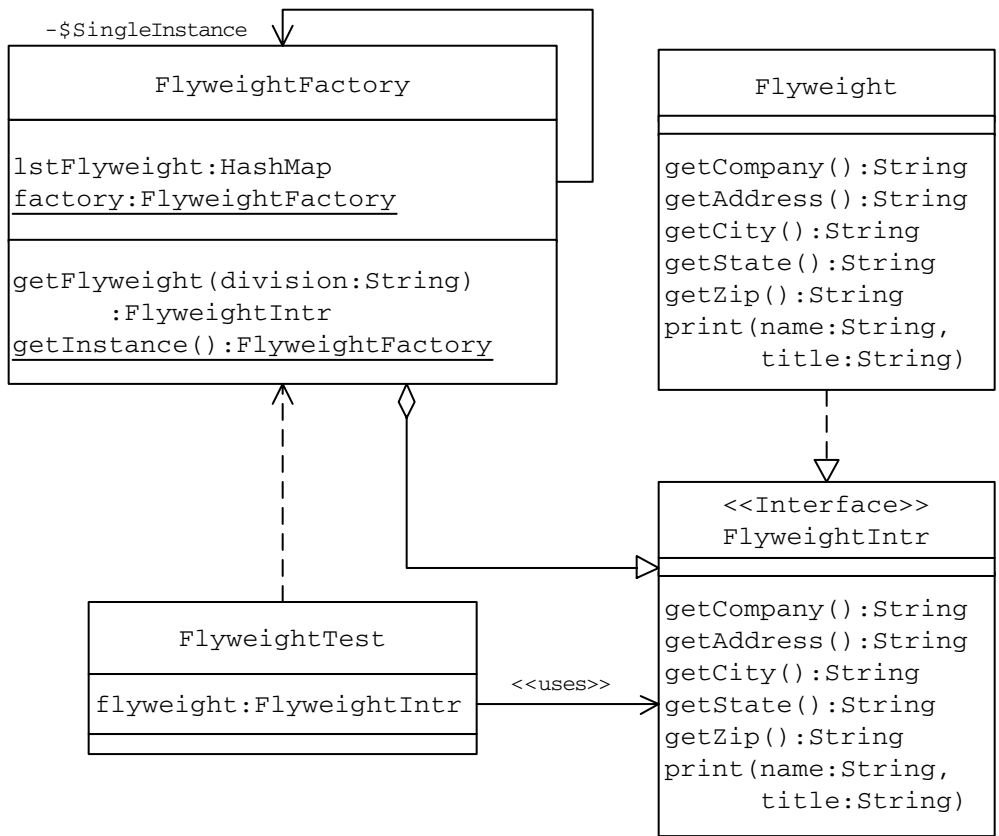 -$SingleInstance
FlyweightFactory
lstFlyweight:HashMap
factory:FlyweightFactory
getFlyweight(division:String)
:FlyweightIntr
getInstance():FlyweightFactory
Flyweight
getCompany():String
getAddress():String
getCity():String
getState():String
getZip():String
print(name:String,
title:String)
<<Interface>>
FlyweightIntr
getCompany():String
getAddress():String
getCity():String
getState():String
getZip():String
print(name:String,
title:String)
FlyweightTest
flyweight:FlyweightIntr
<<uses>>